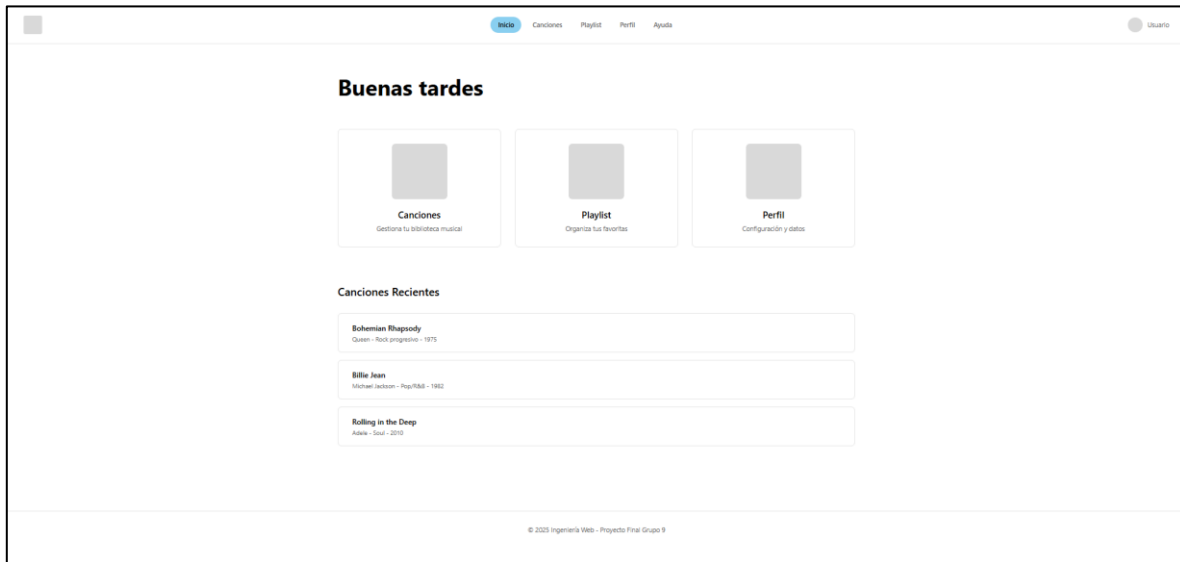 Inicio Canciones Playlist Perfil Ayuda Usuario
Buenas tardes
Canciones Playlist Perfil
Gestiona tu biblioteca musical Organiza tus favoritas Configuración y datos
Canciones Recientes
Bohemian Rhapsody
Queen - Rock progresivo - 1975
Billie Jean
Michael Jackson - Pop/R&B - 1982
Rolling in the Deep
Adele - Soul - 2010
© 2025 Ingeniería Web - Proyecto Final Grupo 9